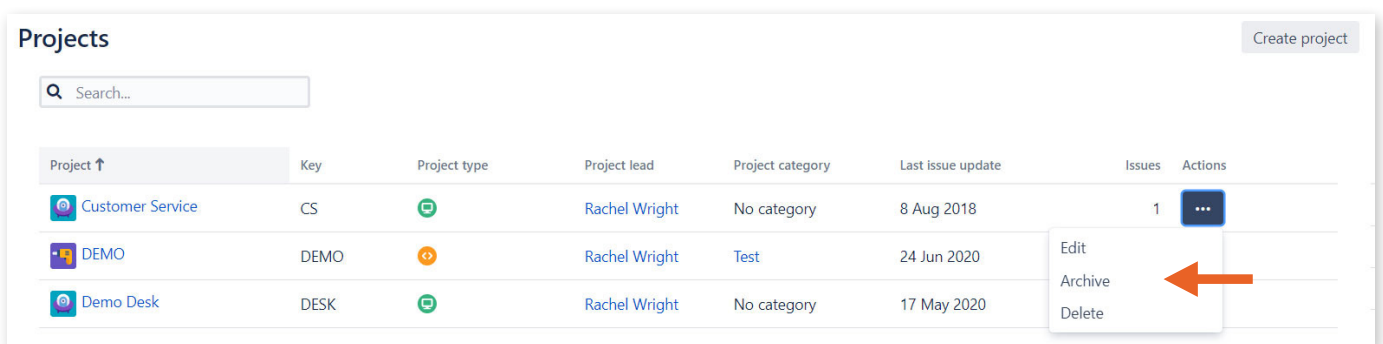 Projects
Create project
Search...
Project ↑ Key Project type Project lead Project category Last issue update Issues Actions
Customer Service CS Rachel Wright No category 8 Aug 2018 1 ...
DEMO DEMO Rachel Wright Test 24 Jun 2020
Edit
Archive
Demo Desk DESK Rachel Wright No category 17 May 2020
Delete